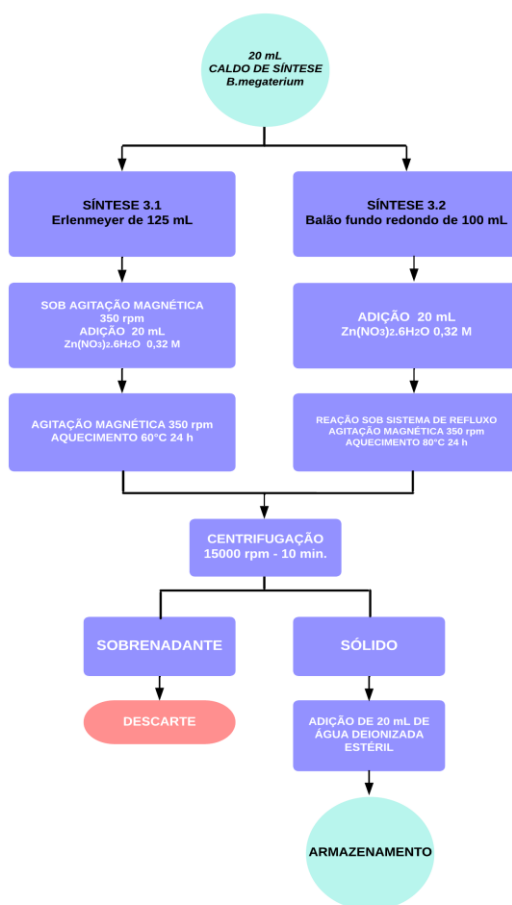 20 mL
CALDO DE SÍNTESE
B.megaterium
SÍNTESE 3.1
Erlenmeyer de 125 mL
SÍNTESE 3.2
Balão fundo redondo de 100 mL
SOB AGITAÇÃO MAGNÉTICA
350 rpm
ADIÇÃO 20 mL
Zn(NO3)2.6H2O 0,32 M
ADIÇÃO 20 mL
Zn(NO3)2.6H2O 0,32 M
AGITAÇÃO MAGNÉTICA 350 rpm
AQUECIMENTO 60°C 24 h
REAÇÃO SOB SISTEMA DE REFLUXO
AGITAÇÃO MAGNÉTICA 350 rpm
AQUECIMENTO 80°C 24 h
CENTRIFUGAÇÃO
15000 rpm - 10 min.
SOBRENADANTE
SÓLIDO
DESCARTE
ADIÇÃO DE 20 mL DE
ÁGUA DEIONIZADA
ESTÉRIL
ARMAZENAMENTO